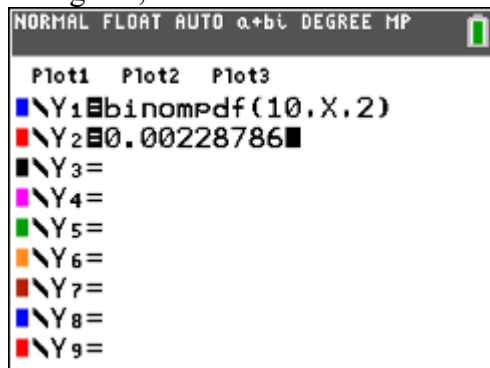 NORMAL FLOAT AUTO a+bi DEGREE MP
Plot1 Plot2 Plot3
\Y1=binompdf(10,X,2)
\Y2=0.00228786
\Y3=
\Y4=
\Y5=
\Y6=
\Y7=
\Y8=
\Y9=